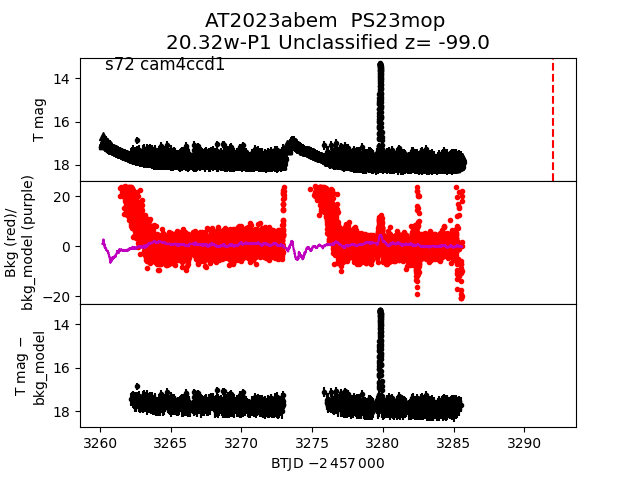 AT2023abem  PS23mop
20.32w-P1 Unclassified z= -99.0
s72 cam4ccd1
T mag
14
16
18
Bkg (red)/
bkg_model (purple)
20
0
−20
T mag −
bkg_model
14
16
18
3260 3265 3270 3275 3280 3285 3290
BTJD −2 457 000